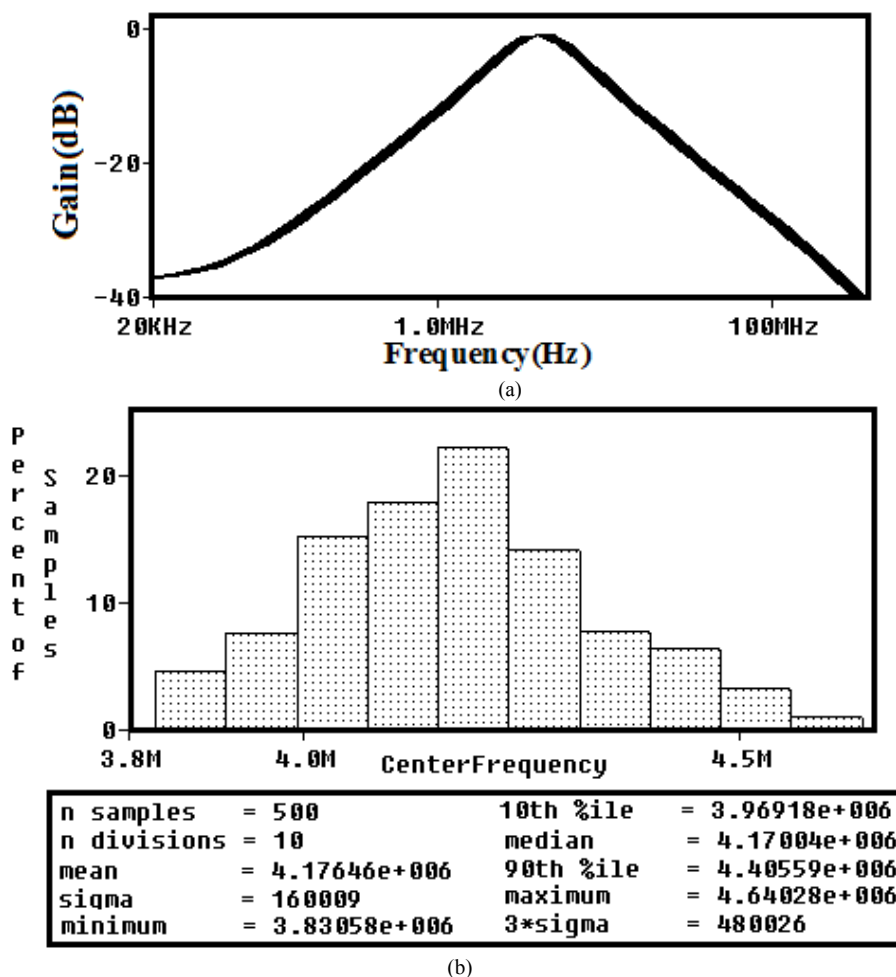 0
-20
-40
Gain(dB)
20KHz 1.0MHz 100MHz
Frequency(Hz)
(a)
Percent of
Samples
20
10
0
3.8M 4.0M 4.5M
CenterFrequency
n samples = 500 10th %ile = 3.96918e+006
n divisions = 10 median = 4.17004e+006
mean = 4.17646e+006 90th %ile = 4.40559e+006
sigma = 160009 maximum = 4.64028e+006
minimum = 3.83058e+006 3*sigma = 480026
(b)